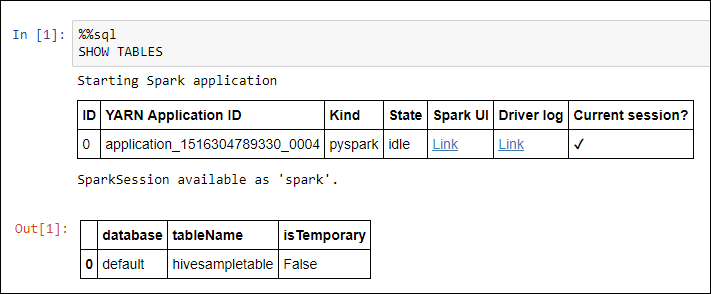 In [1]: %%sql
SHOW TABLES
Starting Spark application
ID YARN Application ID Kind State Spark UI Driver log Current session?
0 application_1516304789330_0004 pyspark idle Link Link ✓
SparkSession available as 'spark'.
Out[1]:
database tableName isTemporary
0 default hivesampletable False